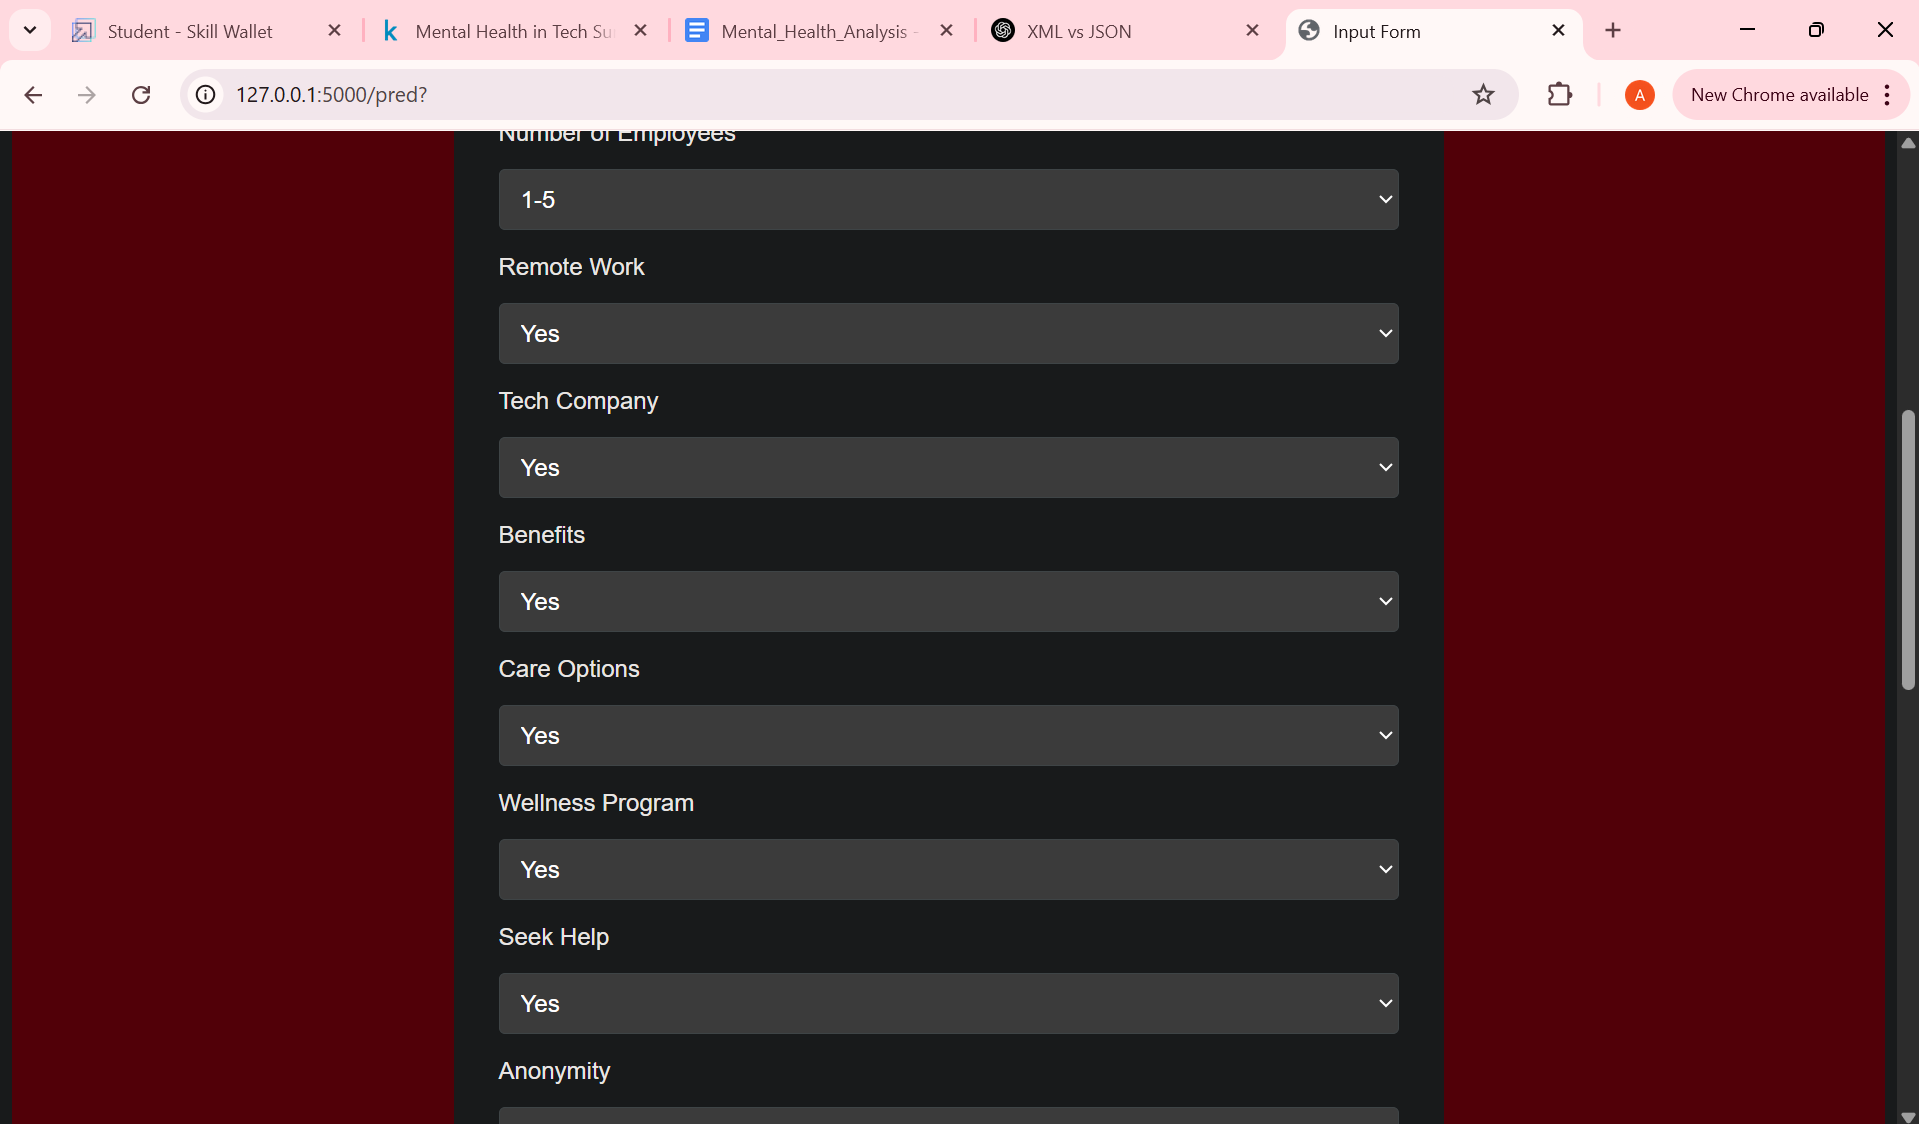 Student - Skill Wallet
Mental Health in Tech Su
Mental_Health_Analysis -
XML vs JSON
Input Form
127.0.0.1:5000/pred?
A
New Chrome available
Number of Employees
1-5
Remote Work
Yes
Tech Company
Yes
Benefits
Yes
Care Options
Yes
Wellness Program
Yes
Seek Help
Yes
Anonymity